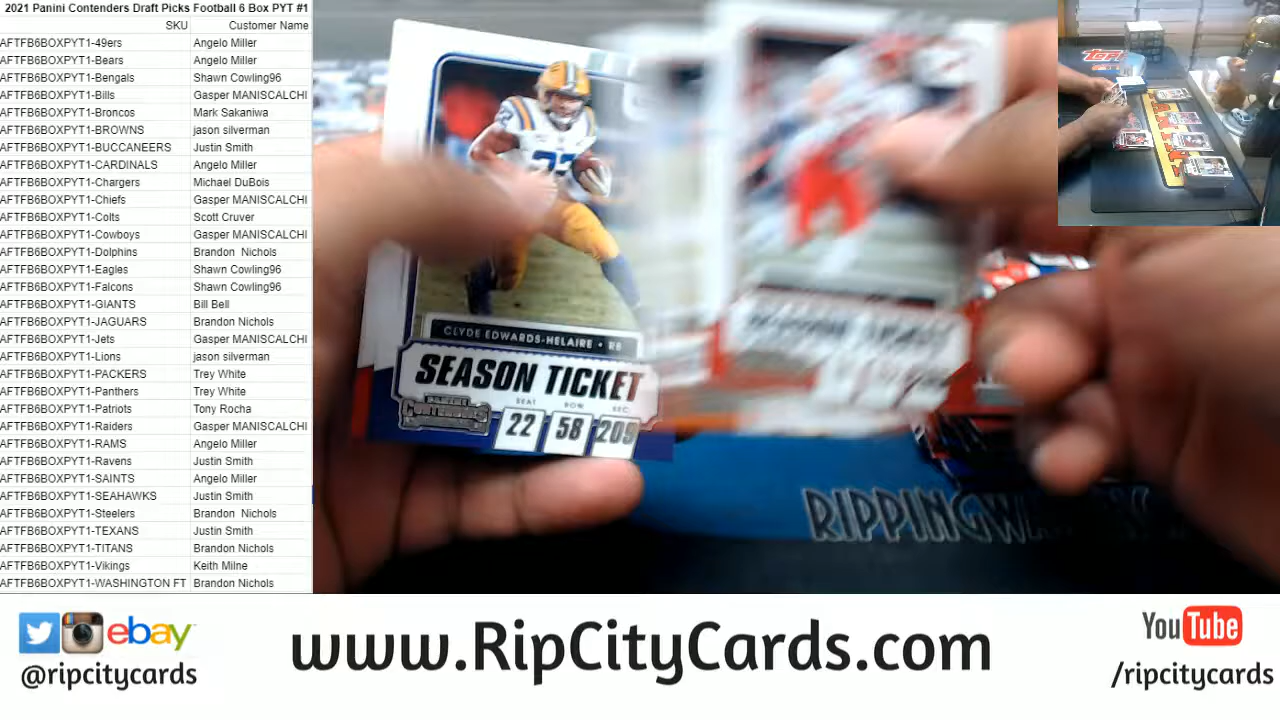 2021 Panini Contenders Draft Picks Football 6 Box PYT #1
SKU Customer Name
AFTFB6BOXPYT1-49ers Angelo Miller
AFTFB6BOXPYT1-Bears Angelo Miller
AFTFB6BOXPYT1-Bengals Shawn Cowling96
AFTFB6BOXPYT1-Bills Gasper MANISCALCHI
AFTFB6BOXPYT1-Broncos Mark Sakaniwa
AFTFB6BOXPYT1-BROWNS jason silverman
AFTFB6BOXPYT1-BUCCANEERS Justin Smith
AFTFB6BOXPYT1-CARDINALS Angelo Miller
AFTFB6BOXPYT1-Chargers Michael DuBois
AFTFB6BOXPYT1-Chiefs Gasper MANISCALCHI
AFTFB6BOXPYT1-Colts Scott Cruver
AFTFB6BOXPYT1-Cowboys Gasper MANISCALCHI
AFTFB6BOXPYT1-Dolphins Brandon Nichols
AFTFB6BOXPYT1-Eagles Shawn Cowling96
AFTFB6BOXPYT1-Falcons Shawn Cowling96
AFTFB6BOXPYT1-GIANTS Bill Bell
AFTFB6BOXPYT1-JAGUARS Brandon Nichols
AFTFB6BOXPYT1-Jets Gasper MANISCALCHI
AFTFB6BOXPYT1-Lions jason silverman
AFTFB6BOXPYT1-PACKERS Trey White
AFTFB6BOXPYT1-Panthers Trey White
AFTFB6BOXPYT1-Patriots Tony Rocha
AFTFB6BOXPYT1-Raiders Gasper MANISCALCHI
AFTFB6BOXPYT1-RAMS Angelo Miller
AFTFB6BOXPYT1-Ravens Justin Smith
AFTFB6BOXPYT1-SAINTS Angelo Miller
AFTFB6BOXPYT1-SEAHAWKS Justin Smith
AFTFB6BOXPYT1-Steelers Brandon Nichols
AFTFB6BOXPYT1-TEXANS Justin Smith
AFTFB6BOXPYT1-TITANS Brandon Nichols
AFTFB6BOXPYT1-Vikings Keith Milne
AFTFB6BOXPYT1-WASHINGTON FT Brandon Nichols
CLYDE EDWARDS-HELAIRE • RB
SEASON TICKET
PANINI
CONTENDERS
SEAT ROW SEC
22 58 209
RIPPINGW
ebay
@ripcitycards
www.RipCityCards.com
YouTube
/ripcitycards